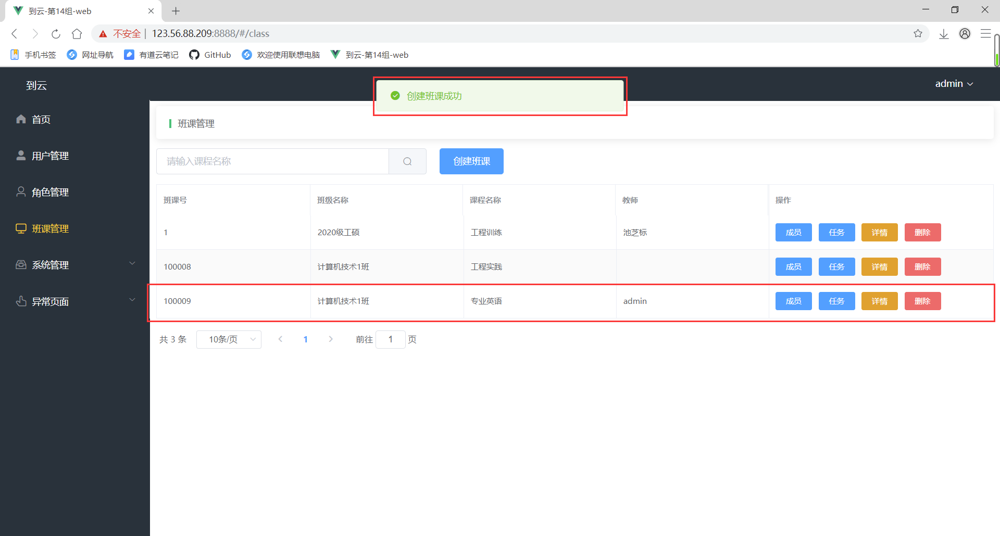 到云-第14组-web
不安全 | 123.56.88.209:8888/#/class
手机书签 网址导航 有道云笔记 GitHub 欢迎使用联想电脑 到云-第14组-web
到云
创建班课成功
admin
首页
用户管理
角色管理
班课管理
系统管理
异常页面
班课管理
请输入课程名称 创建班课
班课号 班级名称 课程名称 教师 操作
1 2020级工硕 工程训练 池芝标 成员 任务 详情 删除
100008 计算机技术1班 工程实践 成员 任务 详情 删除
100009 计算机技术1班 专业英语 admin 成员 任务 详情 删除
共 3 条 10条/页 1 前往 1 页